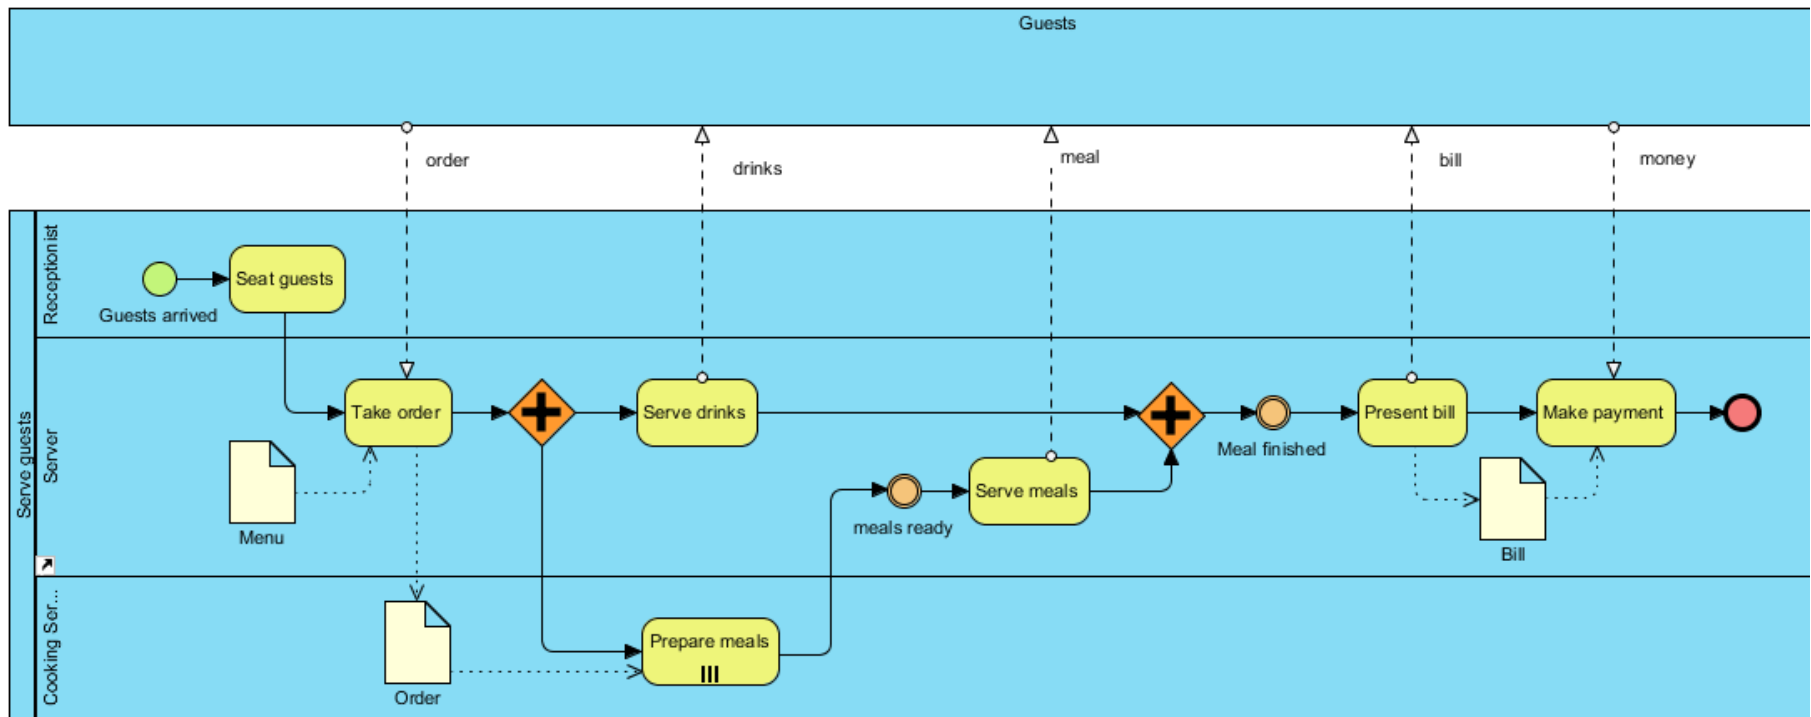 Guests
order
drinks
meal
bill
money
Serve guests
Receptionist
Seat guests
Guests arrived
Server
Take order
Serve drinks
Present bill
Make payment
Meal finished
Serve meals
meals ready
Menu
Bill
Cooking Ser...
Prepare meals
Order